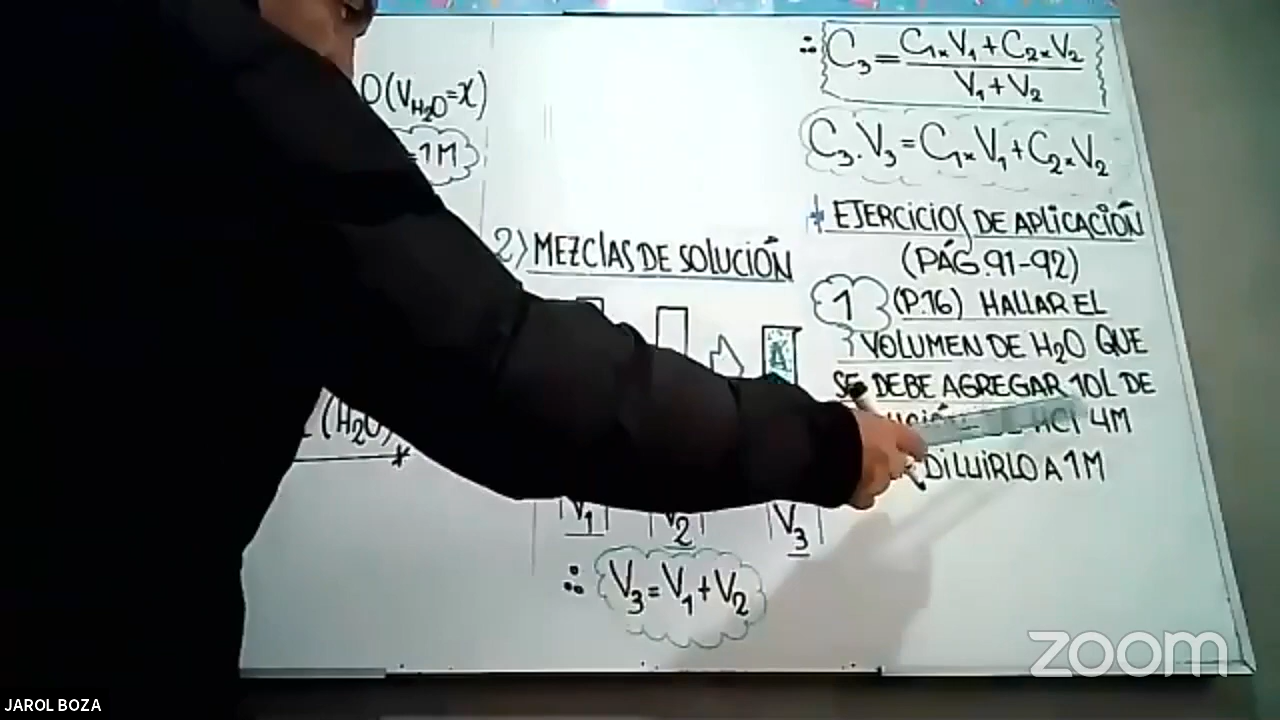 O(V_H₂O=X)
=1M
(H₂O)
2) MEZCLAS DE SOLUCIÓN
V₁ V₂ V₃
∴ V₃=V₁+V₂
∴ C₃=C₁×V₁+C₂×V₂
V₁+V₂
C₃.V₃=C₁×V₁+C₂×V₂
EJERCICIOS DE APLICACIÓN
(PÁG.91-92)
1 (P.16) HALLAR EL
VOLUMEN DE H₂O QUE
SE DEBE AGREGAR 10L DE
HCl 4M
DILUIRLO A 1M
zoom
JAROL BOZA